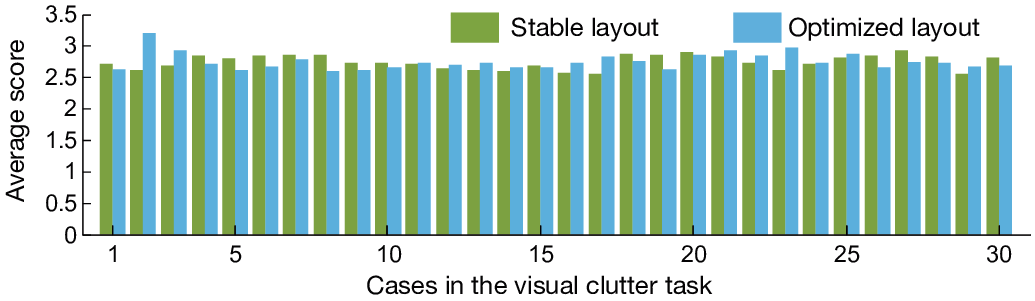 3.5
3
2.5
2
1.5
1
0.5
0
Average score
Stable layout
Optimized layout
1 5 10 15 20 25 30
Cases in the visual clutter task